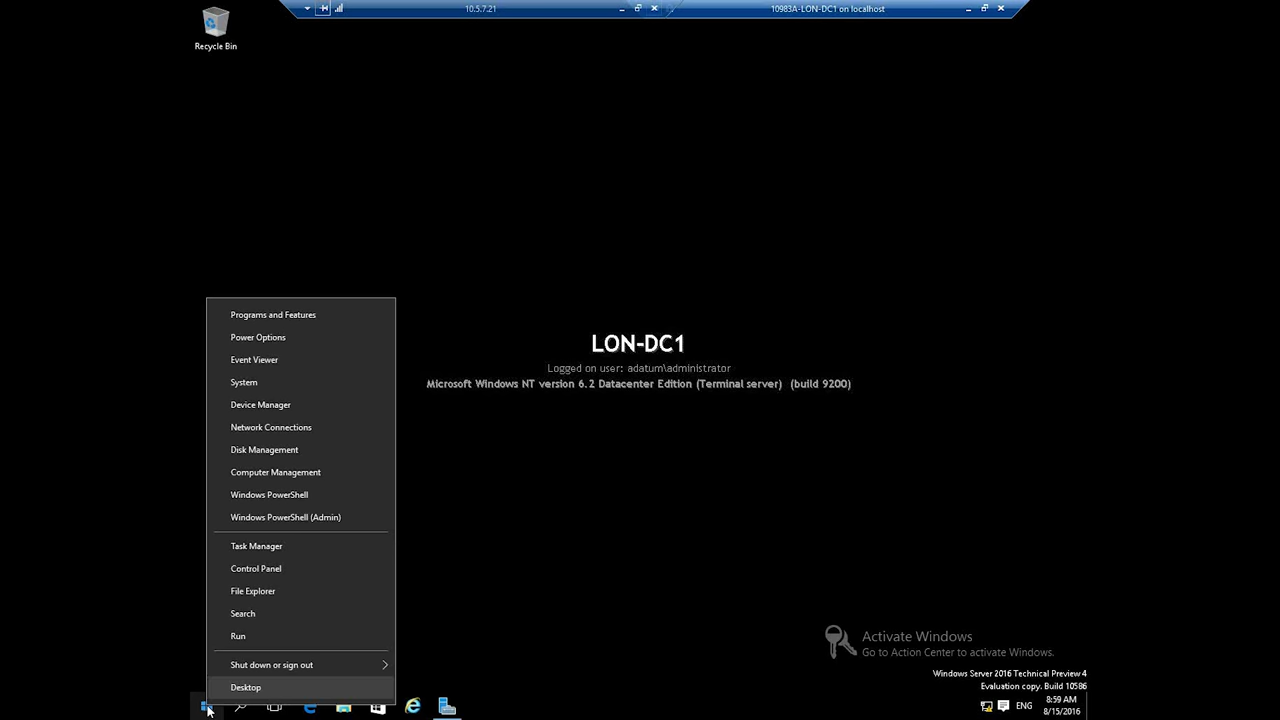 10.5.7.21
10983A-LON-DC1 on localhost
Recycle Bin
Programs and Features
Power Options
Event Viewer
System
Device Manager
Network Connections
Disk Management
Computer Management
Windows PowerShell
Windows PowerShell (Admin)
Task Manager
Control Panel
File Explorer
Search
Run
Shut down or sign out
Desktop
LON-DC1
Logged on user: adatum\administrator
Microsoft Windows NT version 6.2 Datacenter Edition (Terminal server) (build 9200)
Activate Windows
Go to Action Center to activate Windows.
Windows Server 2016 Technical Preview 4
Evaluation copy. Build 10586
ENG
8:59 AM
8/15/2016